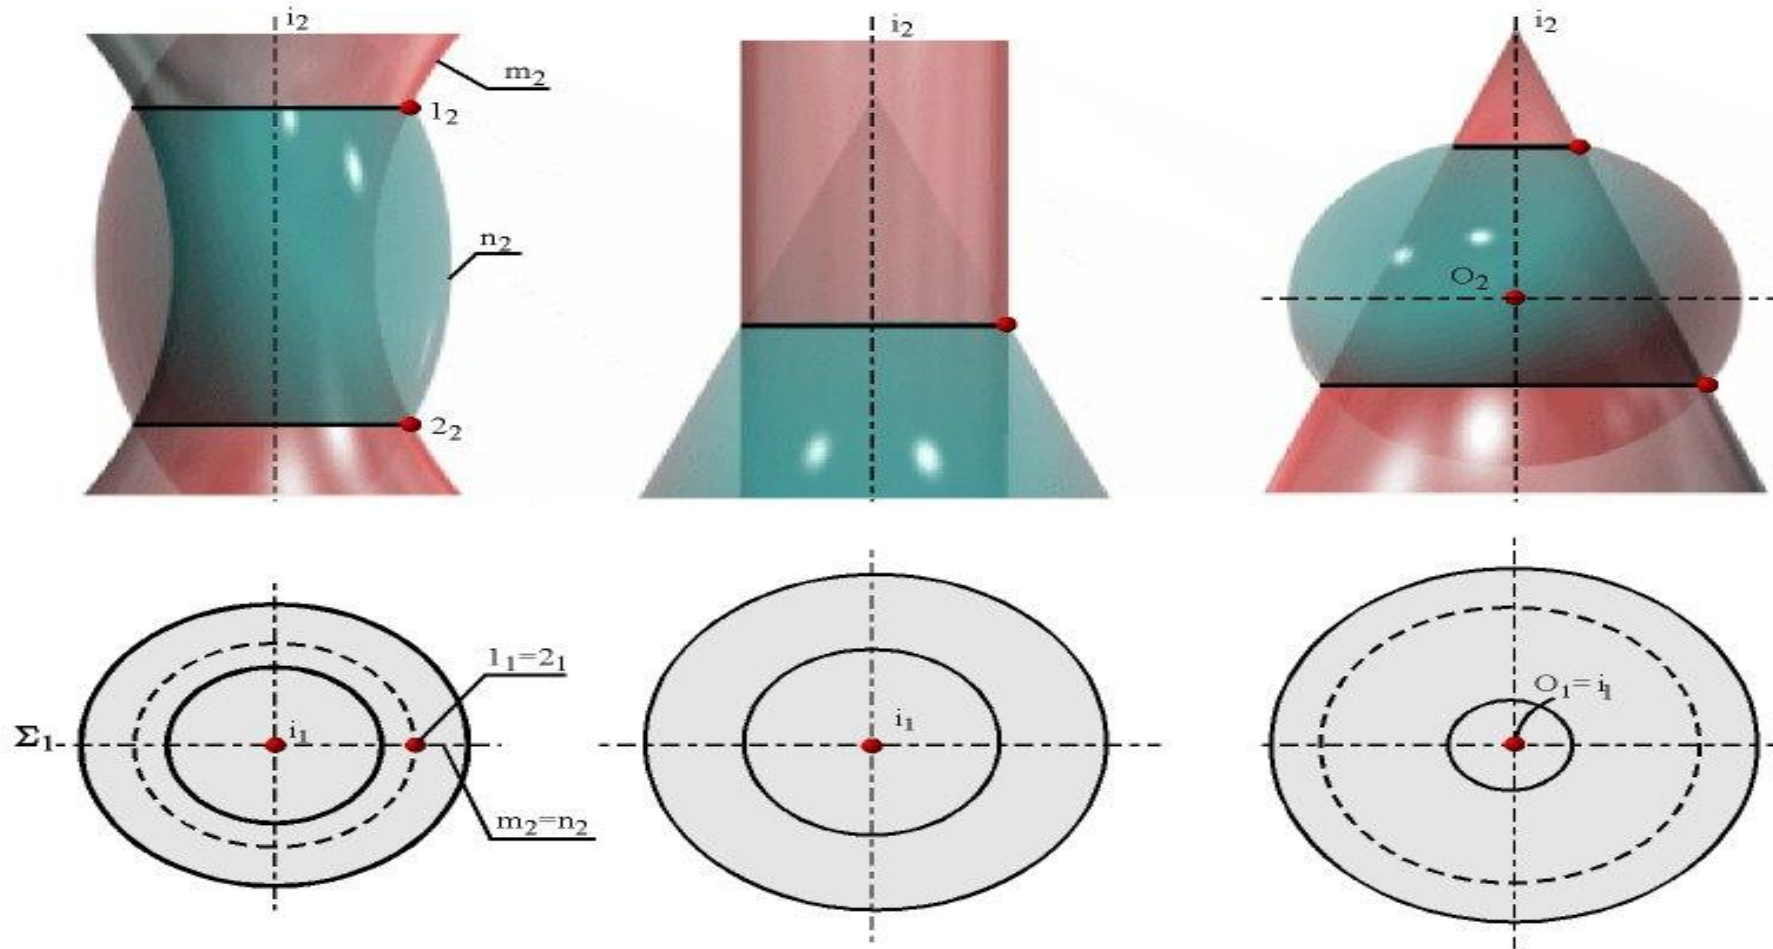 i₂
m₂
1₂
n₂
2₂
i₂
i₂
O₂
Σ₁
i₁
1₁=2₁
m₂=n₂
i₁
O₁=i₁